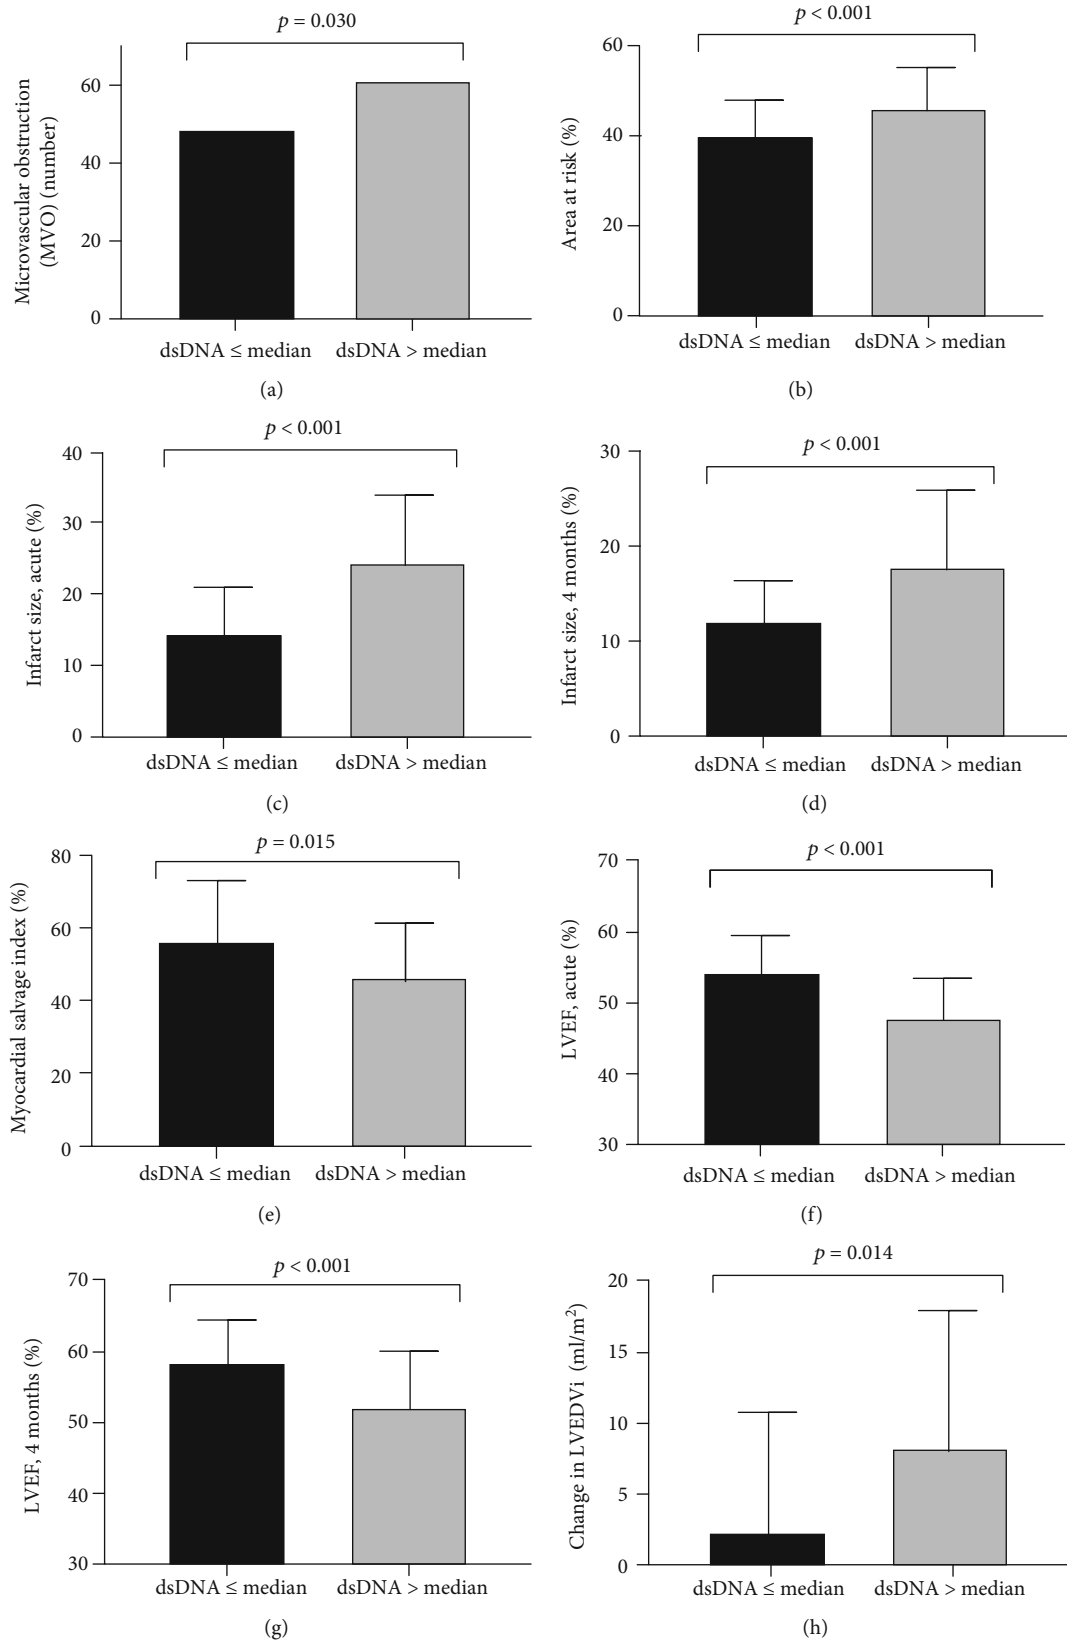 p = 0.030
Microvascular obstruction
(MVO) (number)
60
40
20
0
dsDNA ≤ median
dsDNA > median
(a)
p < 0.001
Area at risk (%)
60
40
20
0
dsDNA ≤ median
dsDNA > median
(b)
p < 0.001
Infarct size, acute (%)
40
30
20
10
0
dsDNA ≤ median
dsDNA > median
(c)
p < 0.001
Infarct size, 4 months (%)
30
20
10
0
dsDNA ≤ median
dsDNA > median
(d)
p = 0.015
Myocardial salvage index (%)
80
60
40
20
0
dsDNA ≤ median
dsDNA > median
(e)
p < 0.001
LVEF, acute (%)
70
60
50
40
30
dsDNA ≤ median
dsDNA > median
(f)
p < 0.001
LVEF, 4 months (%)
70
60
50
40
30
dsDNA ≤ median
dsDNA > median
(g)
p = 0.014
Change in LVEDVi (ml/m²)
20
15
10
5
0
dsDNA ≤ median
dsDNA > median
(h)